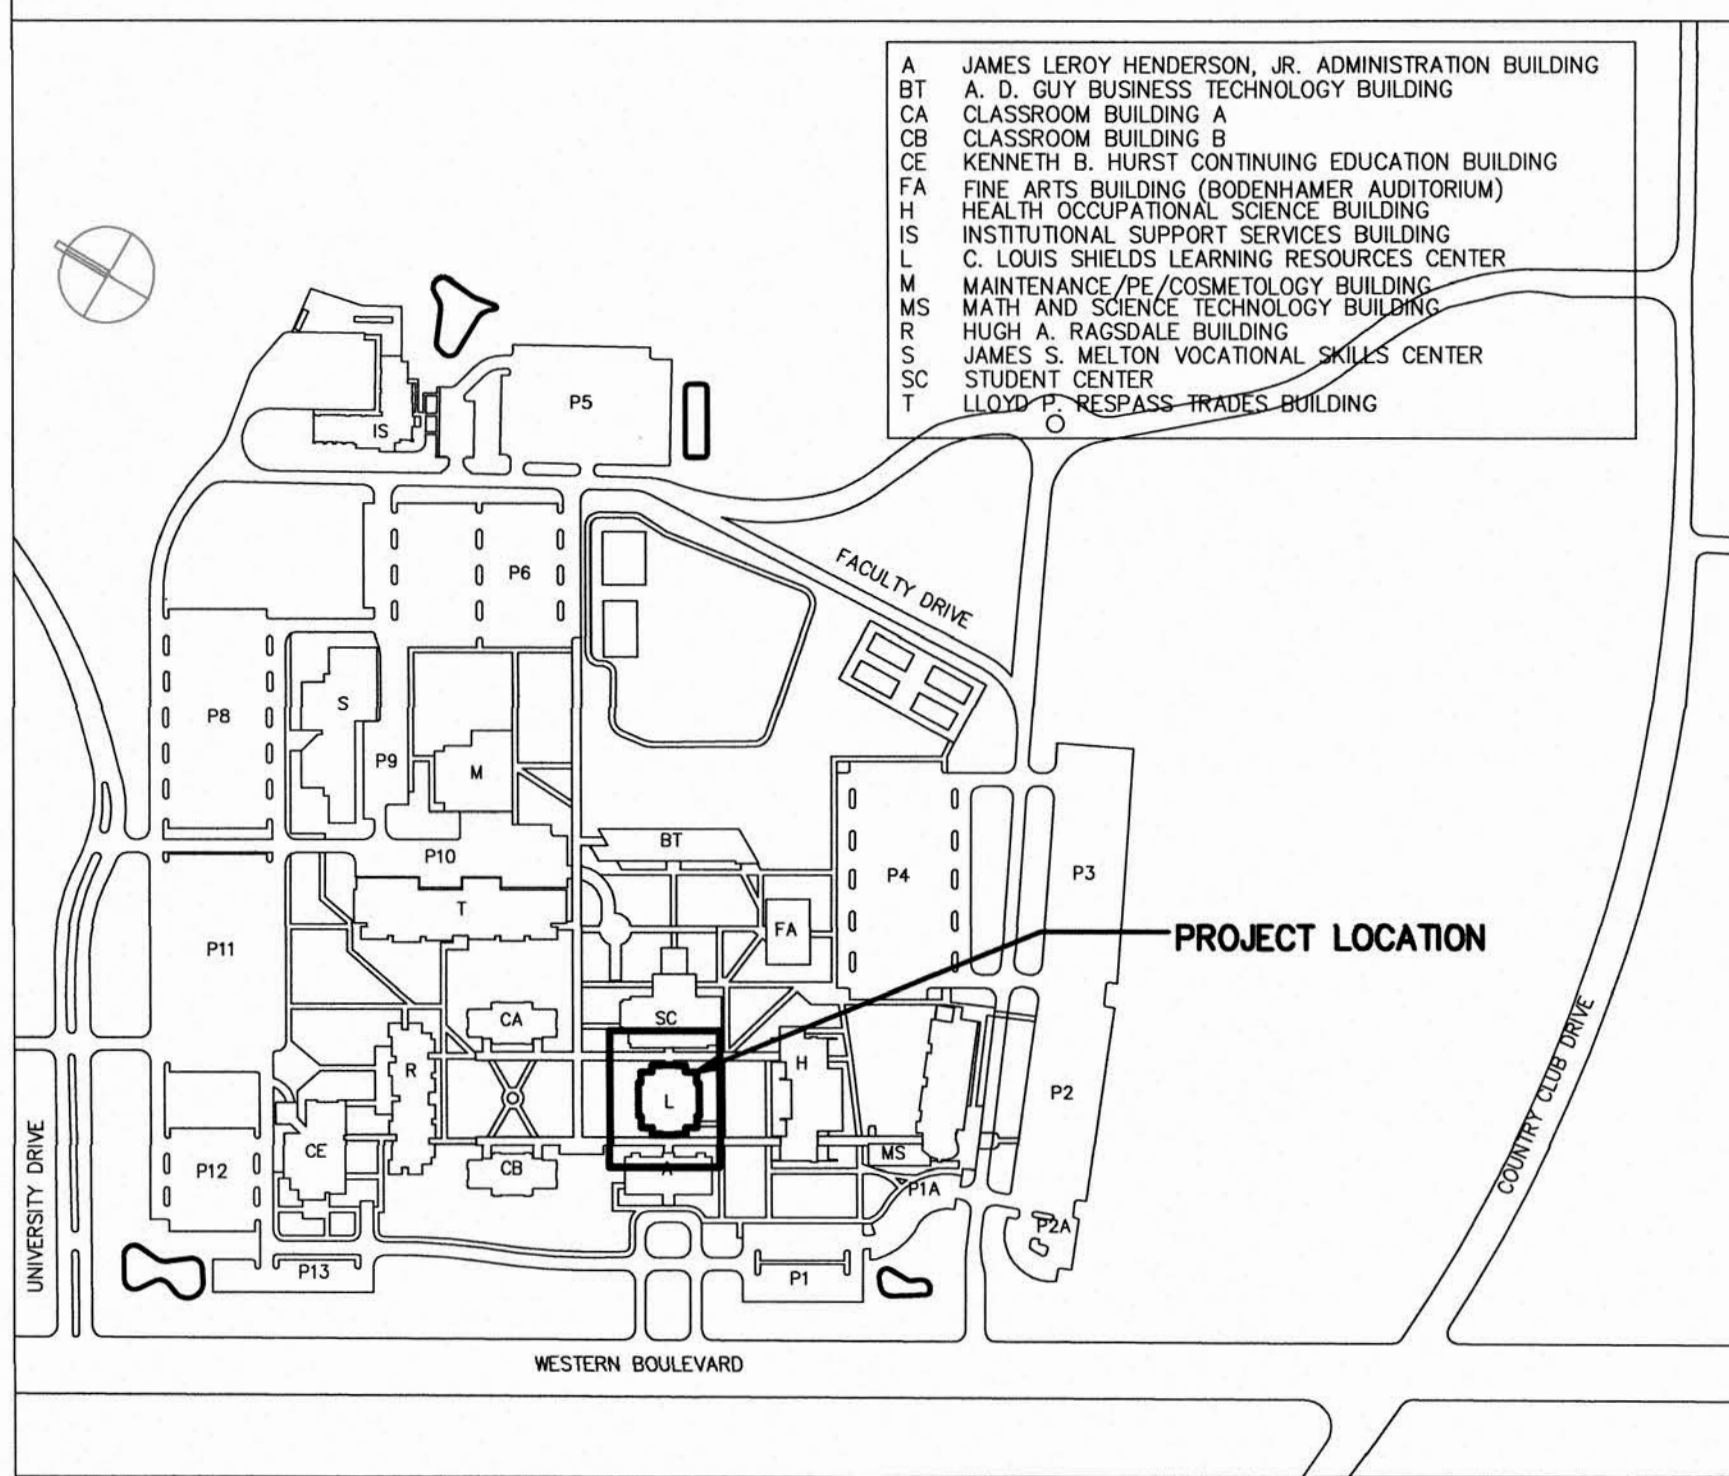 A JAMES LEROY HENDERSON, JR. ADMINISTRATION BUILDING
BT A. D. GUY BUSINESS TECHNOLOGY BUILDING
CA CLASSROOM BUILDING A
CB CLASSROOM BUILDING B
CE KENNETH B. HURST CONTINUING EDUCATION BUILDING
FA FINE ARTS BUILDING (BODENHAMER AUDITORIUM)
H HEALTH OCCUPATIONAL SCIENCE BUILDING
IS INSTITUTIONAL SUPPORT SERVICES BUILDING
L C. LOUIS SHIELDS LEARNING RESOURCES CENTER
M MAINTENANCE/PE/COSMETOLOGY BUILDING
MS MATH AND SCIENCE TECHNOLOGY BUILDING
R HUGH A. RAGSDALE BUILDING
S JAMES S. MELTON VOCATIONAL SKILLS CENTER
SC STUDENT CENTER
T LLOYD P. RESPASS TRADES BUILDING
P5
IS
P6
FACULTY DRIVE
S
P8
P9
M
BT
P10
P4
P3
T
FA
PROJECT LOCATION
P11
CA
SC
H
R
P2
L
COUNTRY CLUB DRIVE
UNIVERSITY DRIVE
CE
MS
P12
CB
A
P1A
P2A
P13
P1
WESTERN BOULEVARD